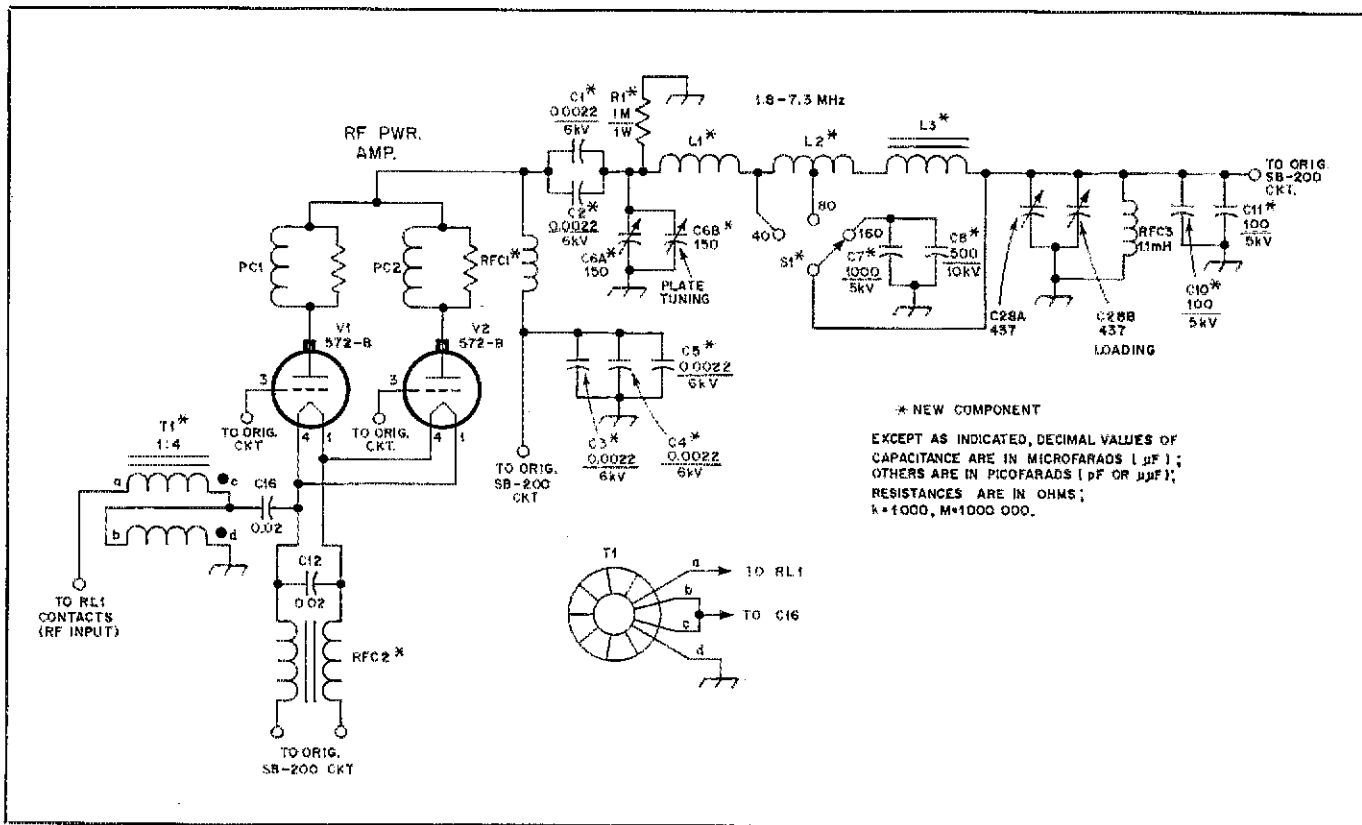 RF PWR.
AMP.
C1*
0.0022
6kV
C2*
0.0022
6kV
R1*
1M
1W
1.8-7.3 MHz
L1*
L2*
L3*
TO ORIG.
SB-200
CKT.
PC1
PC2
RFC1*
C6A*
150
C6B*
150
PLATE
TUNING
40
80
160
S1*
C7*
1000
5kV
C8*
500
10kV
C28A
437
C28B
437
LOADING
RFC3
1.1mH
C10*
100
5kV
C11*
100
5kV
V1
572-B
V2
572-B
3
4
1
3
4
1
TO ORIG.
CKT
TO ORIG.
CKT.
C3*
0.0022
6kV
C4*
0.0022
6kV
C5*
0.0022
6kV
TO ORIG.
SB-200
CKT
T1*
1:4
a
c
b
d
C16
0.02
TO RL1
CONTACTS
(RF INPUT)
C12
0.02
RFC2*
TO ORIG.
SB-200 CKT
T1
a
TO RL1
b
TO C16
c
d
* NEW COMPONENT
EXCEPT AS INDICATED, DECIMAL VALUES OF
CAPACITANCE ARE IN MICROFARADS (µF);
OTHERS ARE IN PICOFARADS (pF OR µµF);
RESISTANCES ARE IN OHMS;
k=1000, M=1000 000.